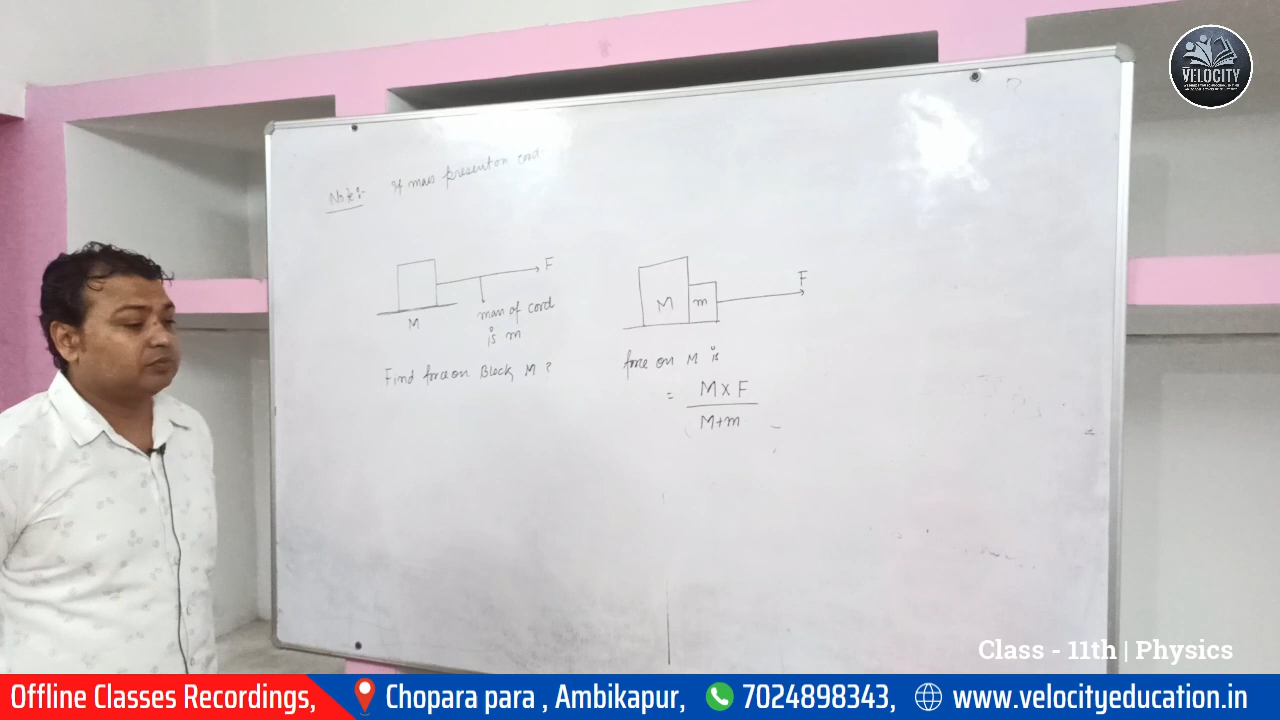 VELOCITY
Note:- If mass present on cord.
F
mass of cord
is m
M
Find force on Block M ?
M m
F
force on M is
= M x F
M+m
Class - 11th | Physics
Offline Classes Recordings, Chopara para , Ambikapur, 7024898343, www.velocityeducation.in